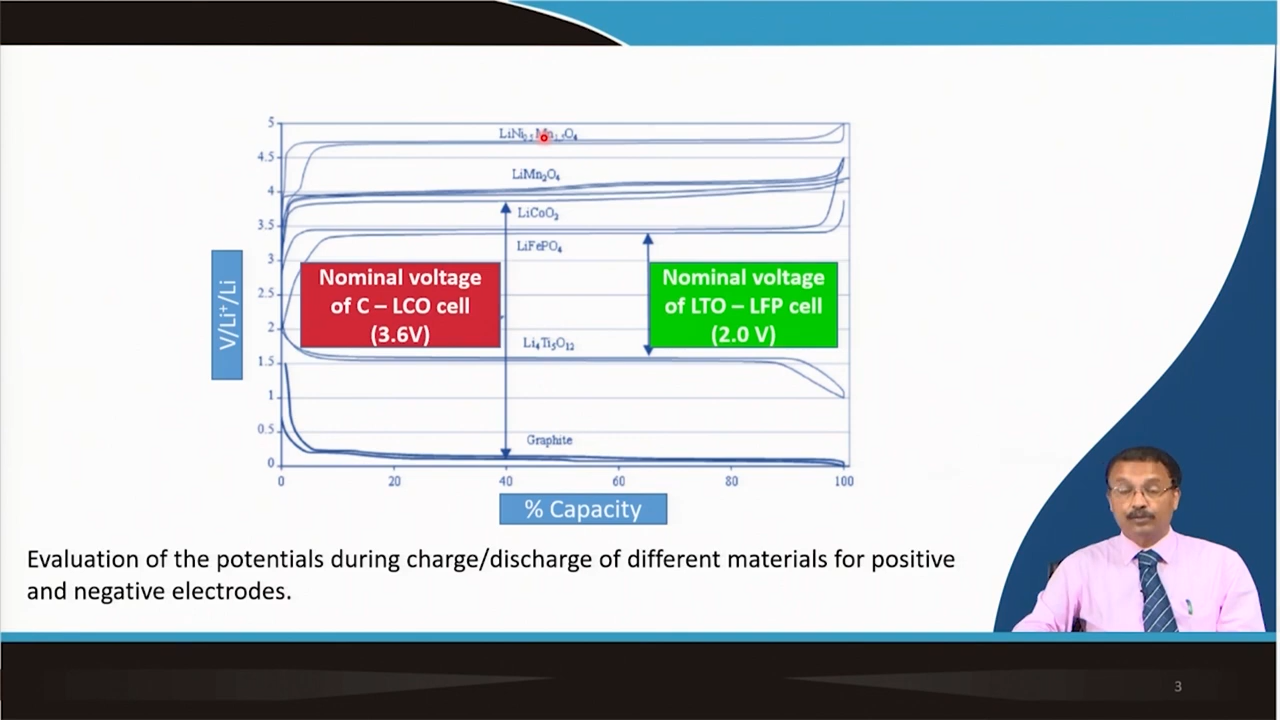 5
LiNi₀.₅Mn₁.₅O₄
4.5
LiMn₂O₄
4
LiCoO₂
3.5
LiFePO₄
3
Nominal voltage
of C – LCO cell
(3.6V)
Nominal voltage
of LTO – LFP cell
(2.0 V)
2.5
V/Li⁺/Li
2
Li₄Ti₅O₁₂
1.5
1
0.5
Graphite
0
0 20 40 60 80 100
% Capacity
Evaluation of the potentials during charge/discharge of different materials for positive
and negative electrodes.
3